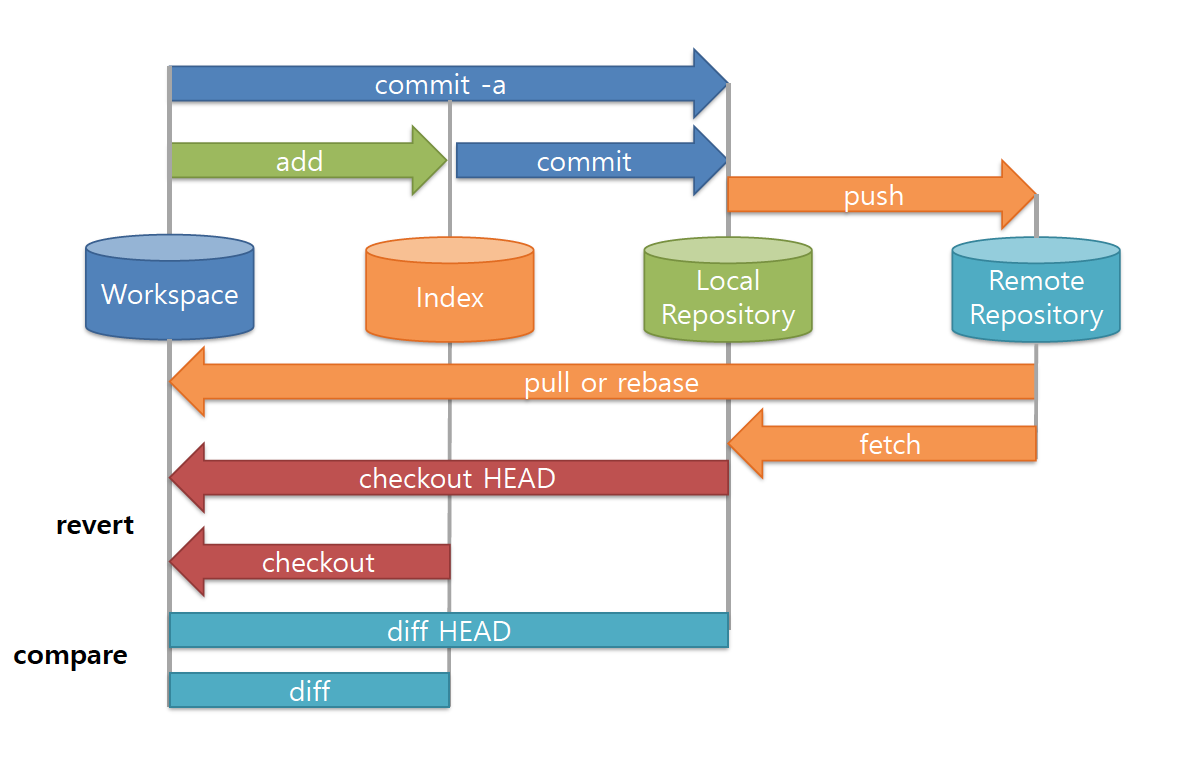 commit -a
add
commit
push
Workspace
Index
Local
Repository
Remote
Repository
pull or rebase
fetch
checkout HEAD
revert
checkout
diff HEAD
compare
diff